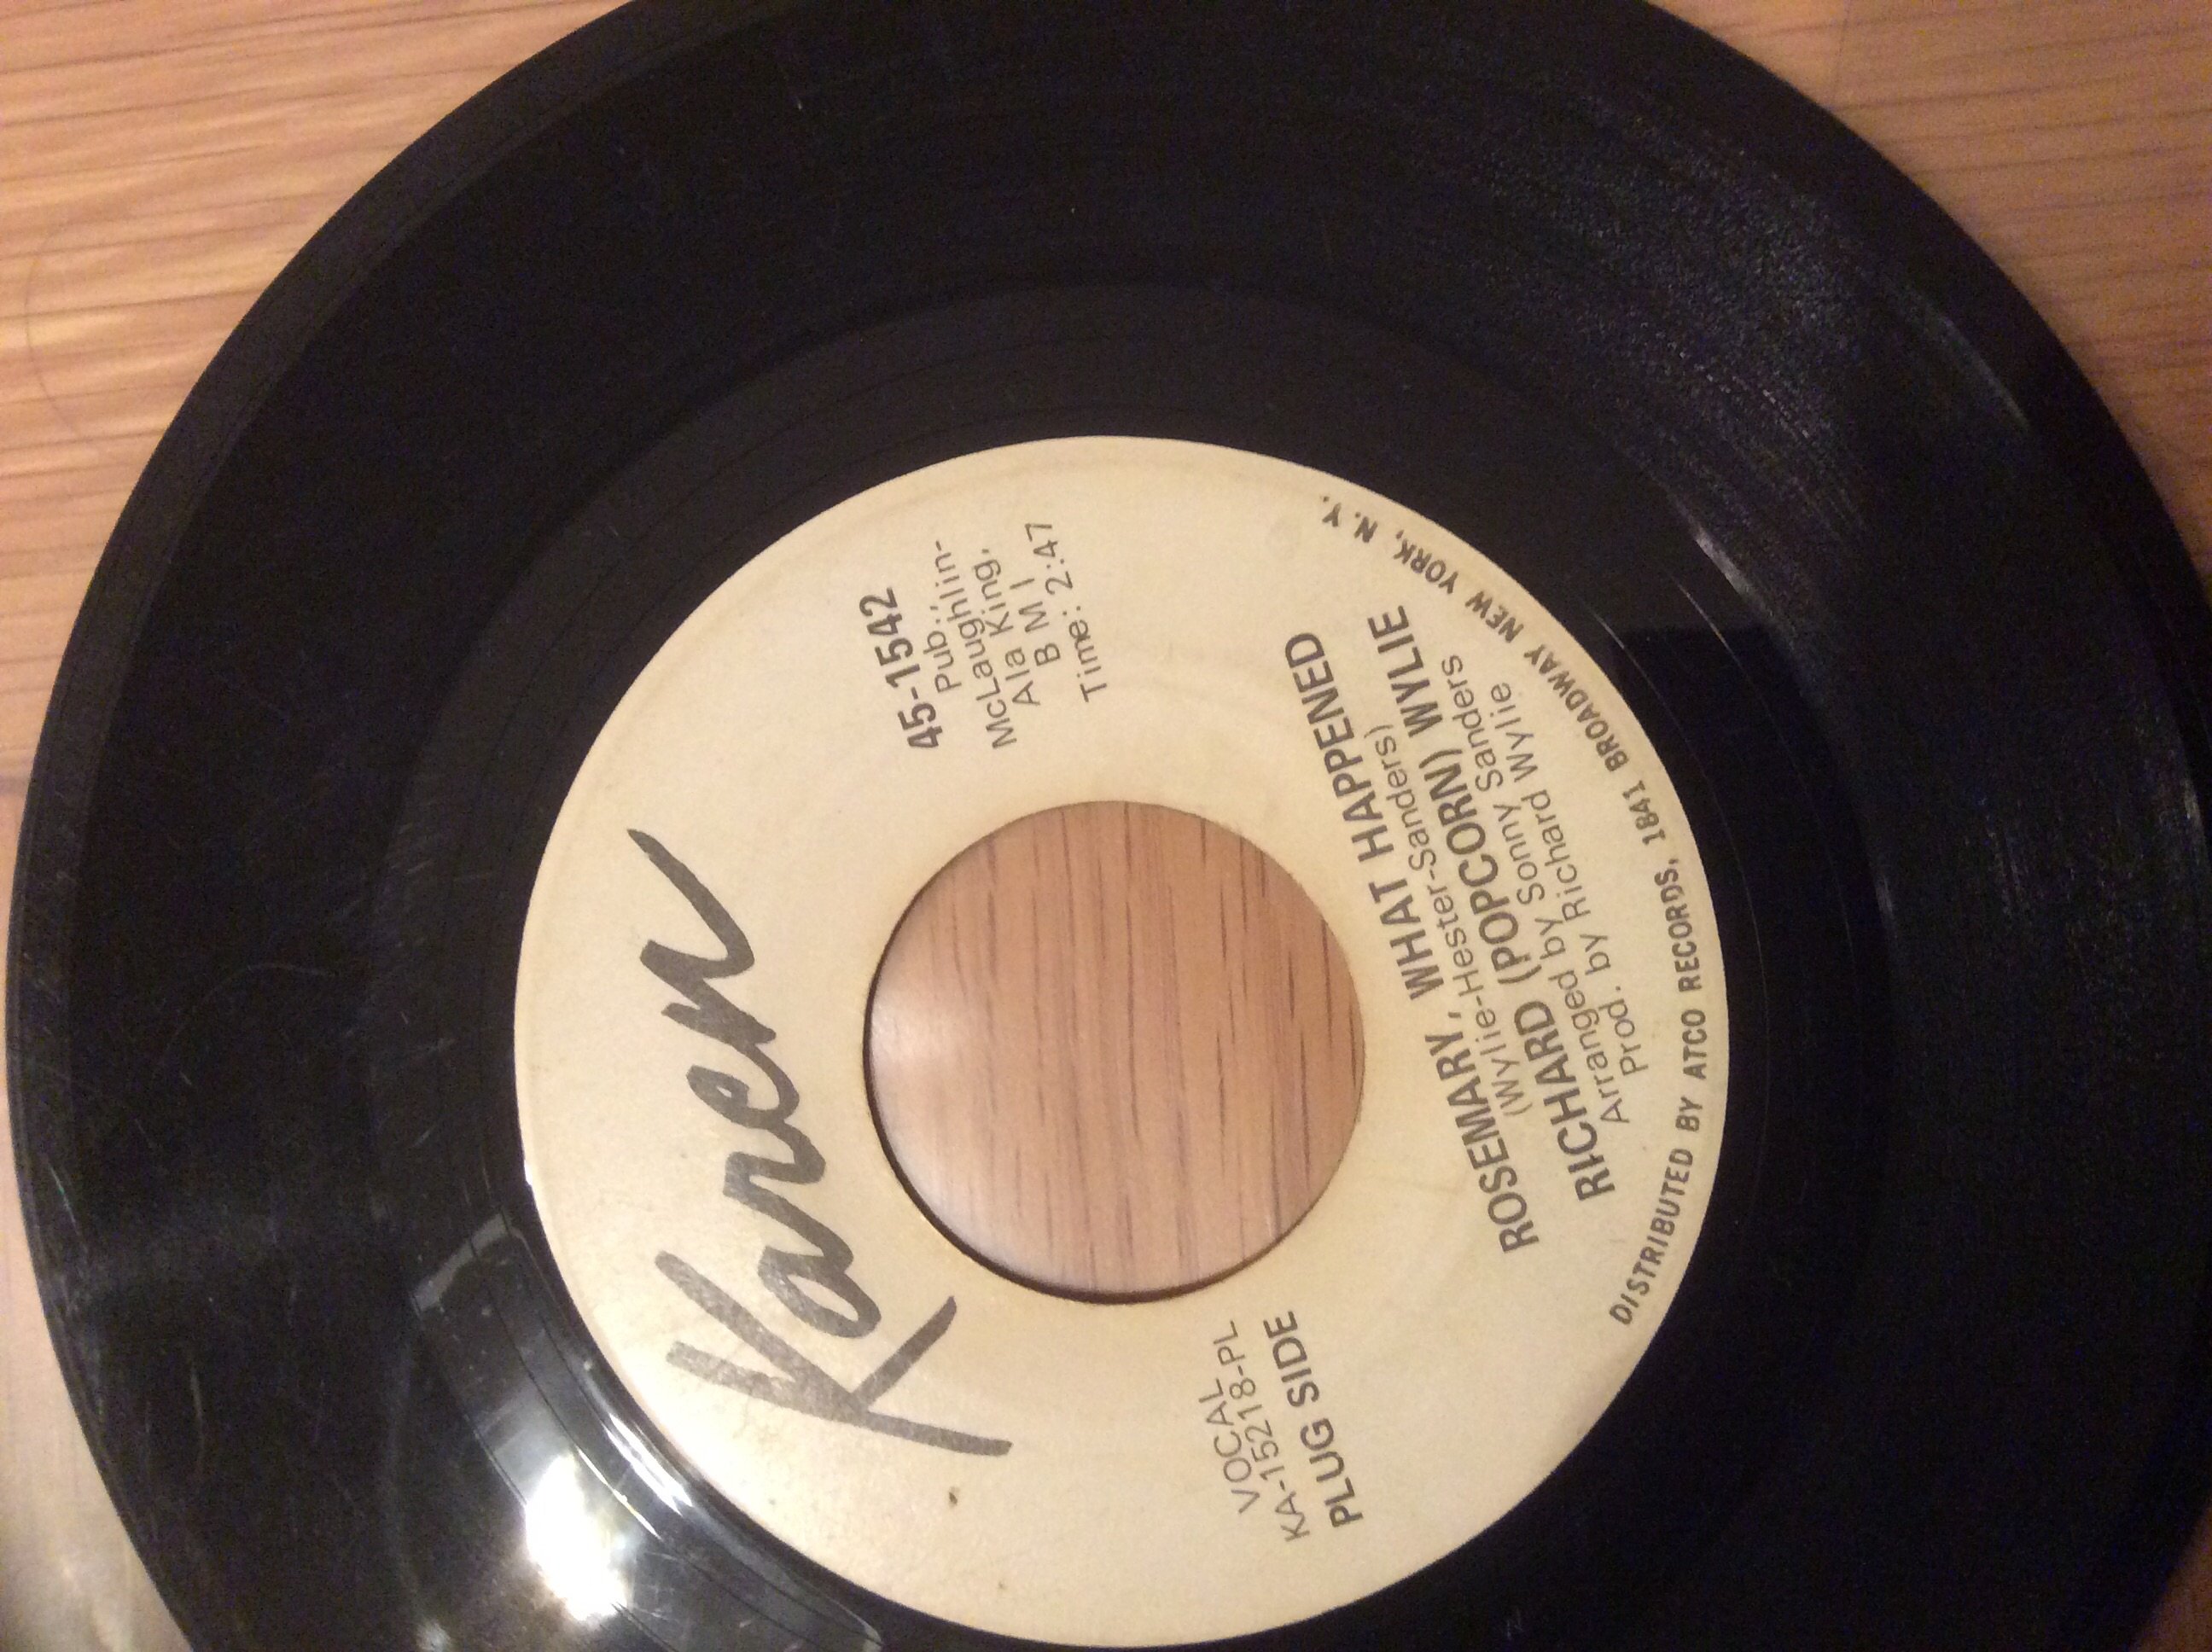 Karen
45-1542
Pub., in-
McLaughlin,
Ala King,
B M I
Time: 2:47
VOCAL
KA-15218-PL
PLUG SIDE
ROSEMARY, WHAT HAPPENED
(Wylie-Hester-Sanders)
RICHARD (POPCORN) WYLIE
Arranged by Sonny Sanders
Prod. by Richard Wylie
DISTRIBUTED BY ATCO RECORDS, 1841 BROADWAY NEW YORK, N.Y.